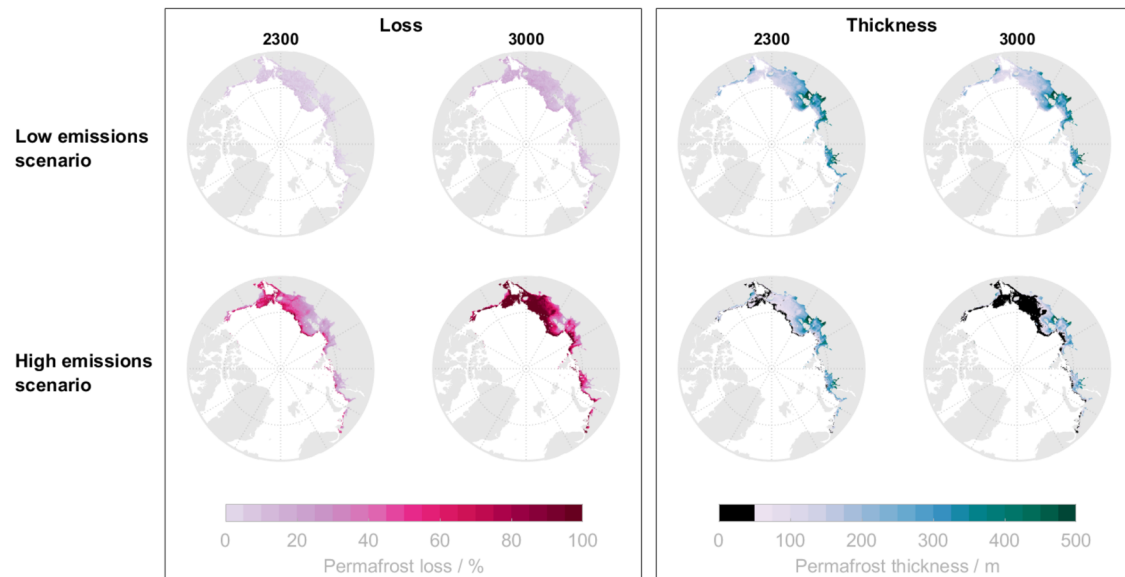 Loss
2300 3000
Thickness
2300 3000
Low emissions
scenario
High emissions
scenario
0 20 40 60 80 100
Permafrost loss / %
0 100 200 300 400 500
Permafrost thickness / m